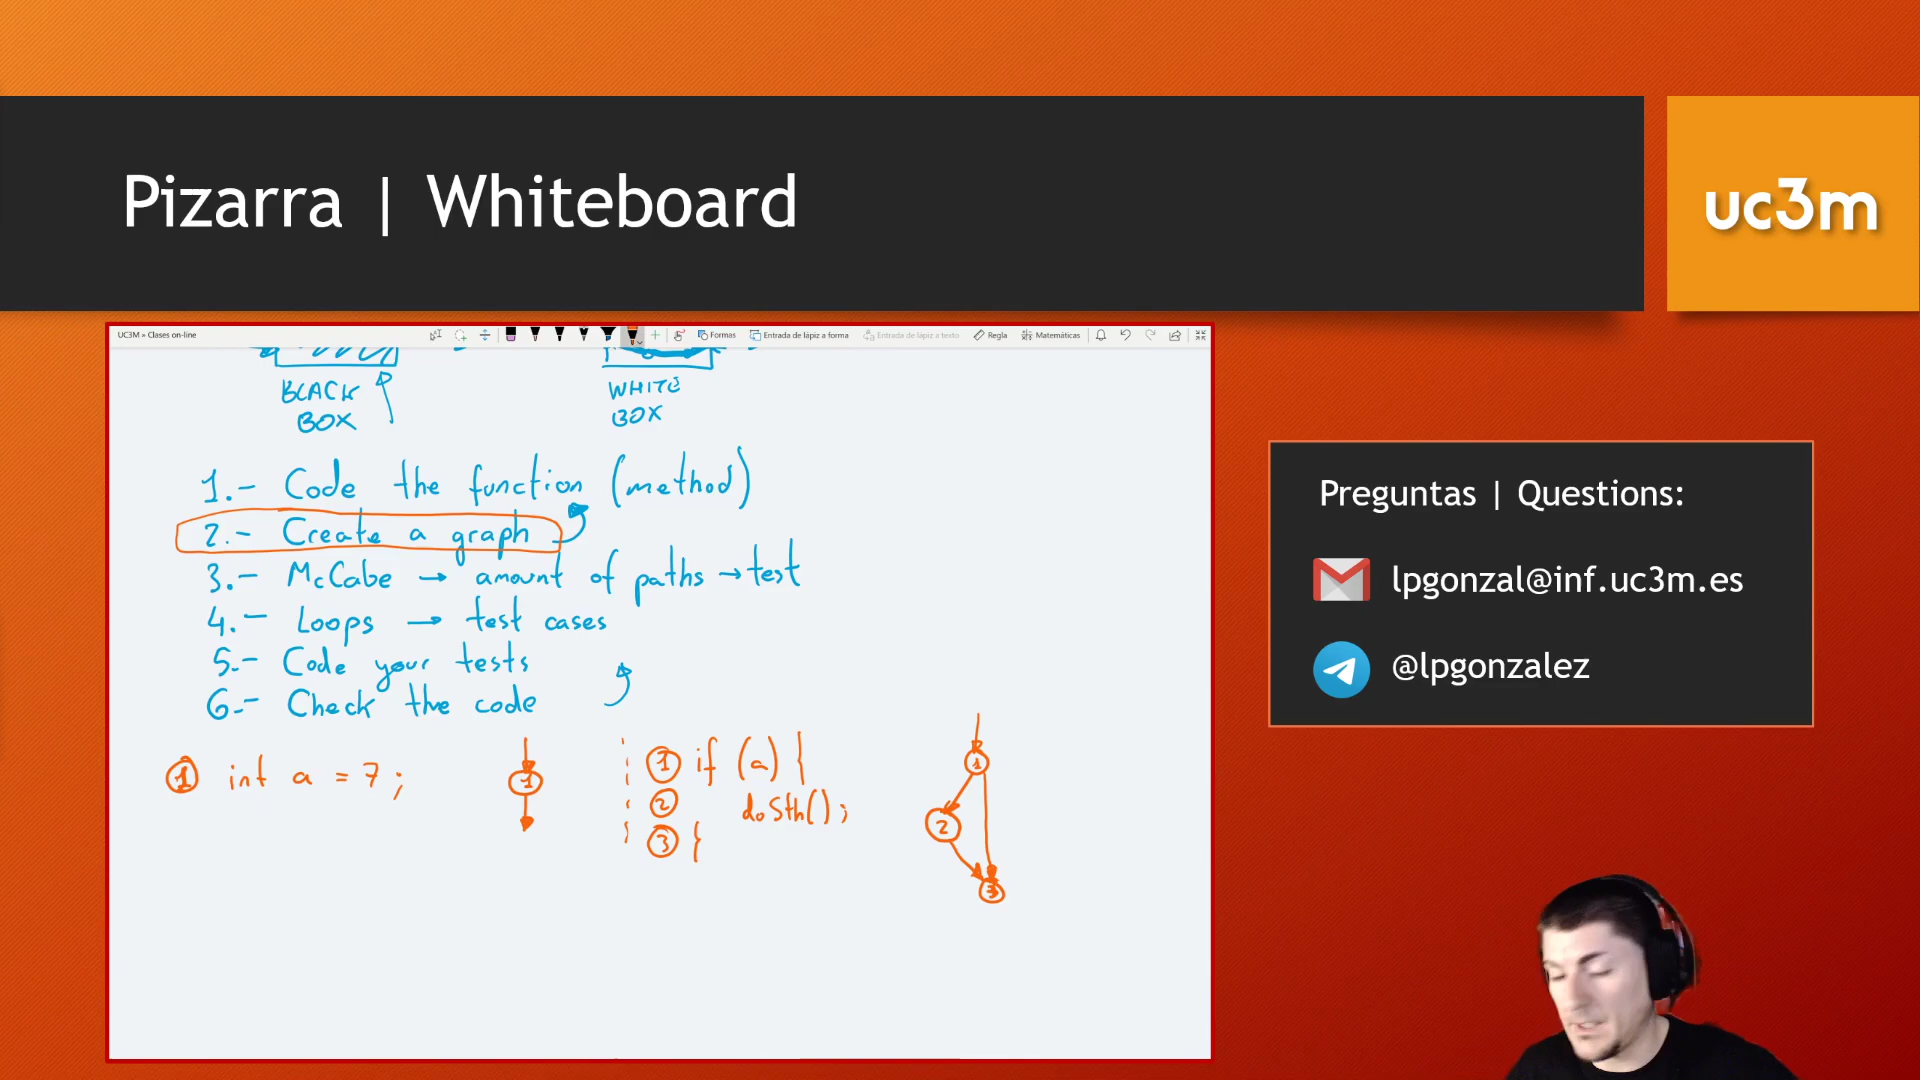 Pizarra | Whiteboard
uc3m
UC3M » Clases on-line
Formas
Entrada de lápiz a forma
Entrada de lápiz a texto
Regla
Matemáticas
BLACK
BOX
WHITE
BOX
1.- Code the function (method)
2.- Create a graph
3.- McCabe → amount of paths → test
4.- Loops → test cases
5.- Code your tests
6.- Check the code
1 int a = 7;
1
1 if (a) {
2 doSth();
3 }
1
2
3
Preguntas | Questions:
lpgonzal@inf.uc3m.es
@lpgonzalez